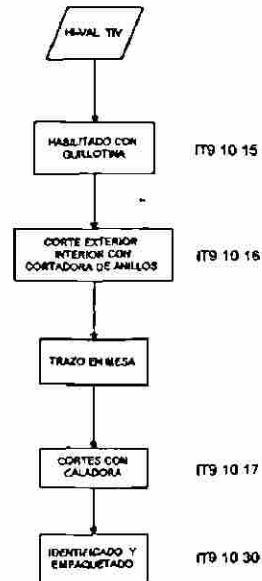 HI-VAL TIV
HABILITADO CON
GUILLOTINA
IT9 10 15
CORTE EXTERIOR
INTERIOR CON
CORTADORA DE ANILLOS
IT9 10 16
TRAZO EN MESA
CORTES CON
CALADORA
IT9 10 17
IDENTIFICADO Y
EMPAQUETADO
IT9 10 30